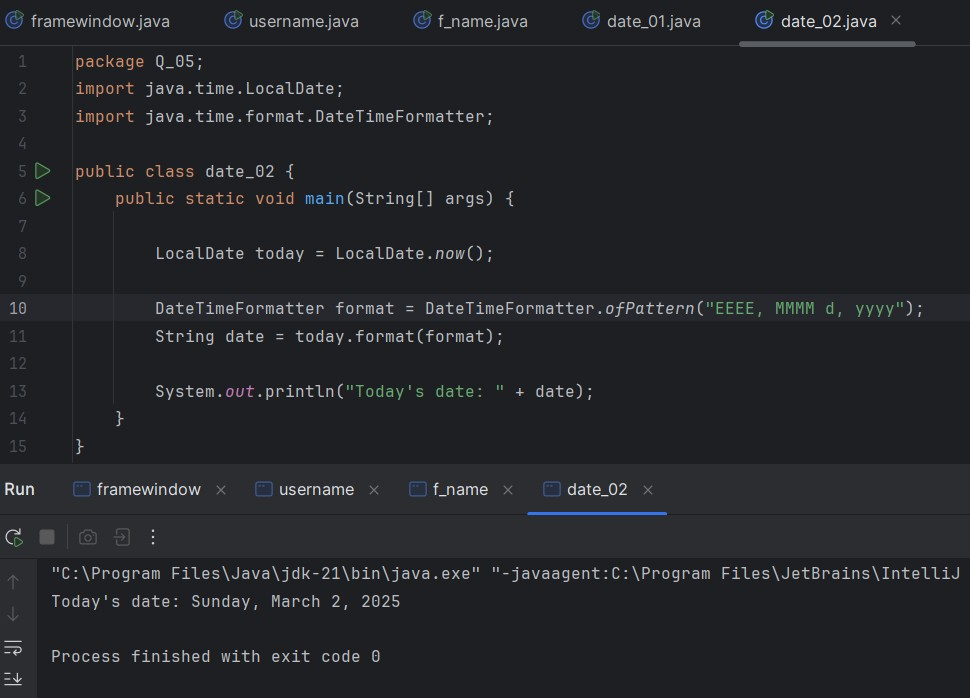 framewindow.java username.java f_name.java date_01.java date_02.java
1 package Q_05;
2 import java.time.LocalDate;
3 import java.time.format.DateTimeFormatter;
4
5 public class date_02 {
6     public static void main(String[] args) {
7
8         LocalDate today = LocalDate.now();
9
10         DateTimeFormatter format = DateTimeFormatter.ofPattern("EEEE, MMMM d, yyyy");
11         String date = today.format(format);
12
13         System.out.println("Today's date: " + date);
14     }
15 }
Run framewindow username f_name date_02
"C:\Program Files\Java\jdk-21\bin\java.exe" "-javaagent:C:\Program Files\JetBrains\IntelliJ
Today's date: Sunday, March 2, 2025
Process finished with exit code 0